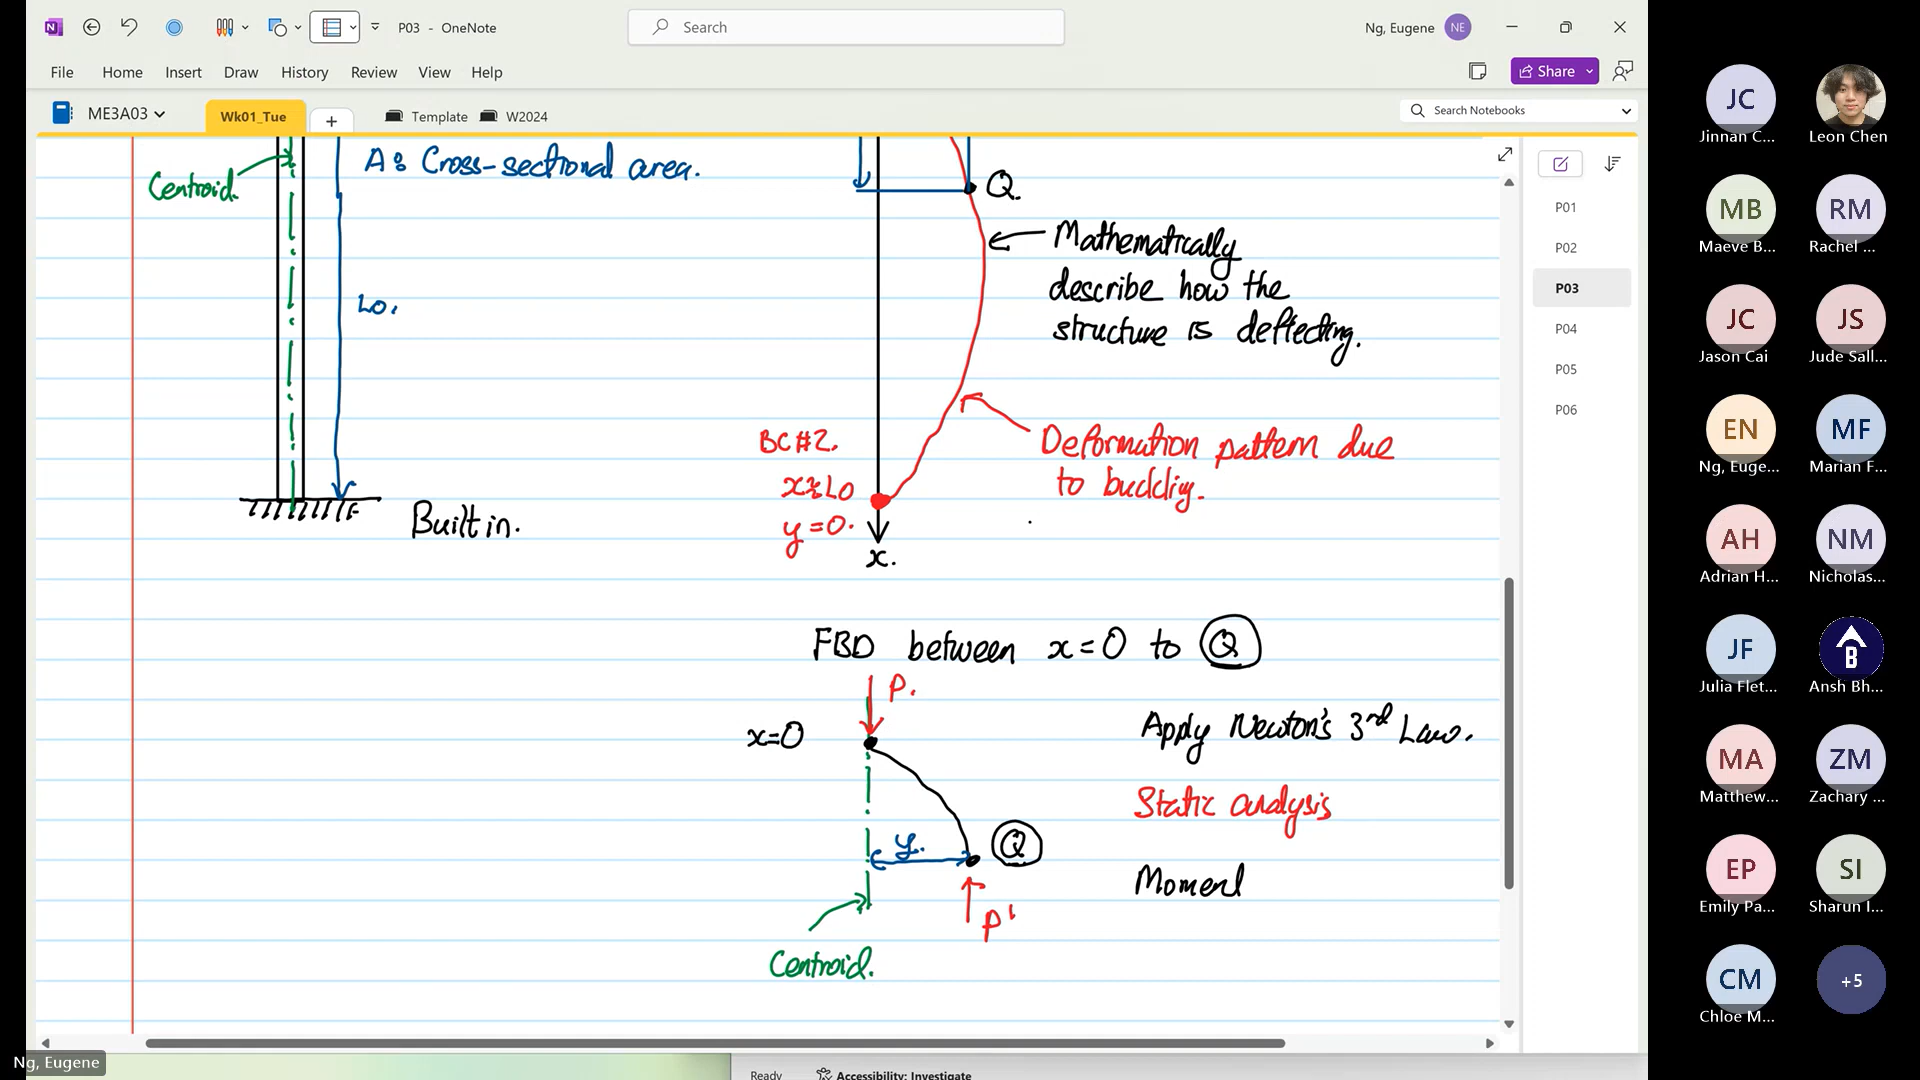 P03 - OneNote
Search
Ng, Eugene
NE
File Home Insert Draw History Review View Help
Share
ME3A03
Wk01_Tue
+
Template
W2024
Search Notebooks
P01
P02
P03
P04
P05
P06
Centroid.
A: Cross-sectional area.
Lo.
Built in.
Q.
Mathematically
describe how the
structure is deflecting.
BC#2.
x=Lo
y=0.
x.
Deformation pattern due
to buckling.
FBD between x=0 to Q
P.
x=0
y.
Q
P'
Centroid.
Apply Newton's 3rd Law.
Static analysis
Moment
Ng, Eugene
Ready
Accessibility: Investigate
JC
Jinnan C...
Leon Chen
MB
Maeve B...
RM
Rachel ...
JC
Jason Cai
JS
Jude Sall...
EN
Ng, Euge...
MF
Marian F...
AH
Adrian H...
NM
Nicholas...
JF
Julia Flet...
B
Ansh Bh...
MA
Matthew...
ZM
Zachary ...
EP
Emily Pa...
SI
Sharun I...
CM
Chloe M...
+5